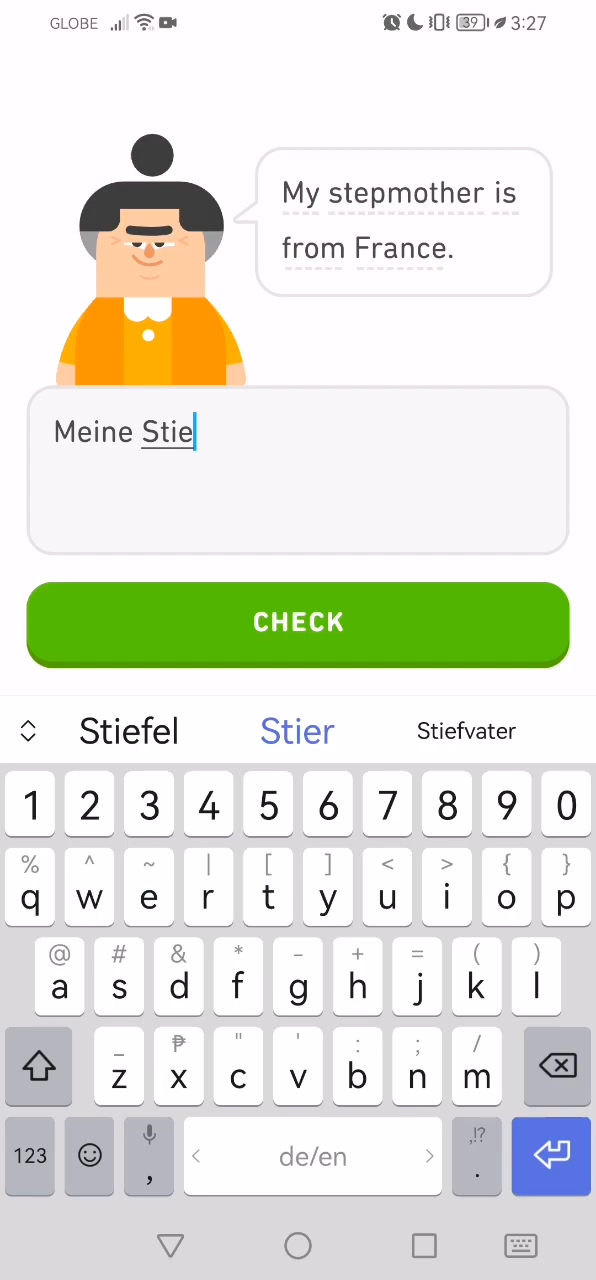 GLOBE 39 3:27
My stepmother is
from France.
Meine Stie
CHECK
Stiefel Stier Stiefvater
1 2 3 4 5 6 7 8 9 0
% ^ ~ | [ ] < > { }
q w e r t y u i o p
@ # & * - + = ( )
a s d f g h j k l
_ ₱ " ' : ; /
z x c v b n m
,!?
123 , < de/en > .